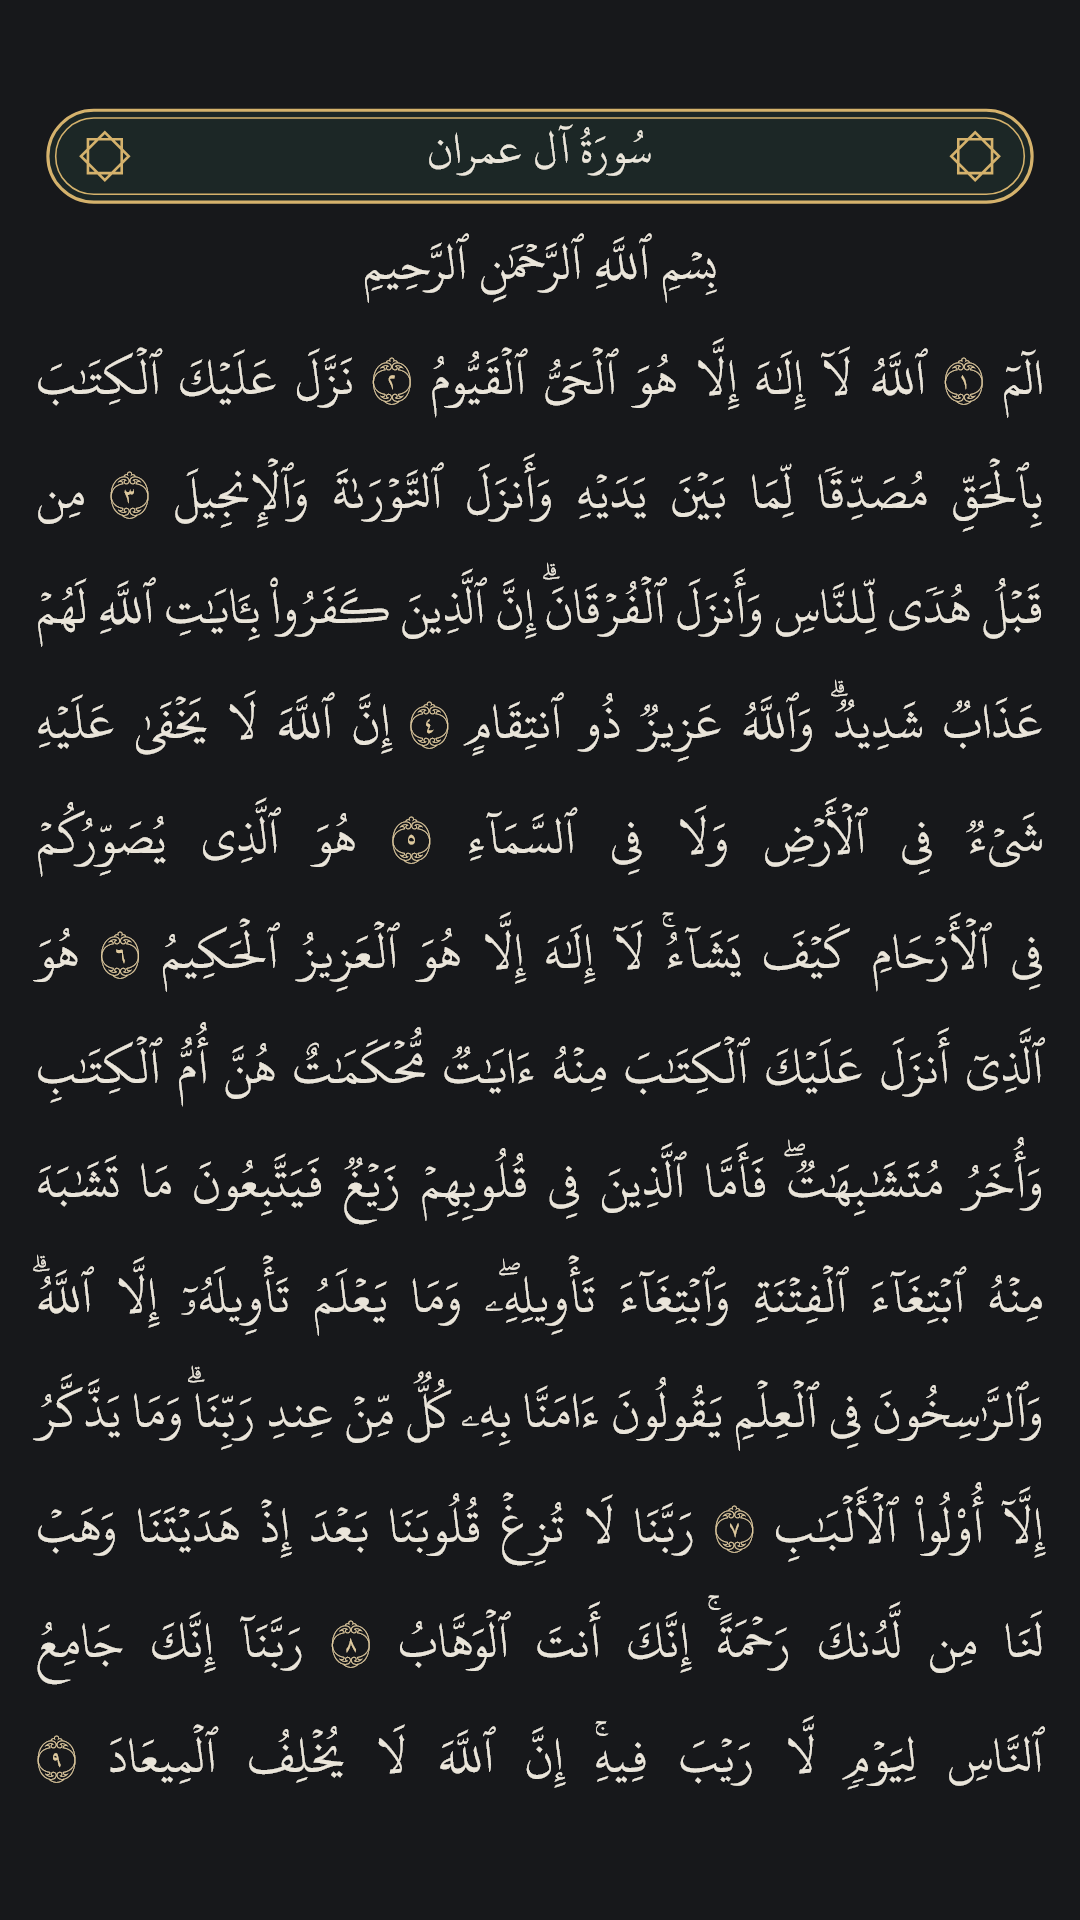 سُورَةُ آل عمران
بِسْمِ ٱللَّهِ ٱلرَّحْمَٰنِ ٱلرَّحِيمِ
الٓمٓ ١ ٱللَّهُ لَآ إِلَٰهَ إِلَّا هُوَ ٱلْحَىُّ ٱلْقَيُّومُ ٢ نَزَّلَ عَلَيْكَ ٱلْكِتَٰبَ
بِٱلْحَقِّ مُصَدِّقًا لِّمَا بَيْنَ يَدَيْهِ وَأَنزَلَ ٱلتَّوْرَىٰةَ وَٱلْإِنجِيلَ ٣ مِن
قَبْلُ هُدًى لِّلنَّاسِ وَأَنزَلَ ٱلْفُرْقَانَ ۗ إِنَّ ٱلَّذِينَ كَفَرُوا۟ بِـَٔايَٰتِ ٱللَّهِ لَهُمْ
عَذَابٌ شَدِيدٌ ۗ وَٱللَّهُ عَزِيزٌ ذُو ٱنتِقَامٍ ٤ إِنَّ ٱللَّهَ لَا يَخْفَىٰ عَلَيْهِ
شَىْءٌ فِى ٱلْأَرْضِ وَلَا فِى ٱلسَّمَآءِ ٥ هُوَ ٱلَّذِى يُصَوِّرُكُمْ
فِى ٱلْأَرْحَامِ كَيْفَ يَشَآءُ ۚ لَآ إِلَٰهَ إِلَّا هُوَ ٱلْعَزِيزُ ٱلْحَكِيمُ ٦ هُوَ
ٱلَّذِىٓ أَنزَلَ عَلَيْكَ ٱلْكِتَٰبَ مِنْهُ ءَايَٰتٌ مُّحْكَمَٰتٌ هُنَّ أُمُّ ٱلْكِتَٰبِ
وَأُخَرُ مُتَشَٰبِهَٰتٌ ۖ فَأَمَّا ٱلَّذِينَ فِى قُلُوبِهِمْ زَيْغٌ فَيَتَّبِعُونَ مَا تَشَٰبَهَ
مِنْهُ ٱبْتِغَآءَ ٱلْفِتْنَةِ وَٱبْتِغَآءَ تَأْوِيلِهِۦ ۖ وَمَا يَعْلَمُ تَأْوِيلَهُۥٓ إِلَّا ٱللَّهُ ۗ
وَٱلرَّٰسِخُونَ فِى ٱلْعِلْمِ يَقُولُونَ ءَامَنَّا بِهِۦ كُلٌّ مِّنْ عِندِ رَبِّنَا ۗ وَمَا يَذَّكَّرُ
إِلَّآ أُو۟لُوا۟ ٱلْأَلْبَٰبِ ٧ رَبَّنَا لَا تُزِغْ قُلُوبَنَا بَعْدَ إِذْ هَدَيْتَنَا وَهَبْ
لَنَا مِن لَّدُنكَ رَحْمَةً ۚ إِنَّكَ أَنتَ ٱلْوَهَّابُ ٨ رَبَّنَآ إِنَّكَ جَامِعُ
ٱلنَّاسِ لِيَوْمٍ لَّا رَيْبَ فِيهِ ۚ إِنَّ ٱللَّهَ لَا يُخْلِفُ ٱلْمِيعَادَ ٩